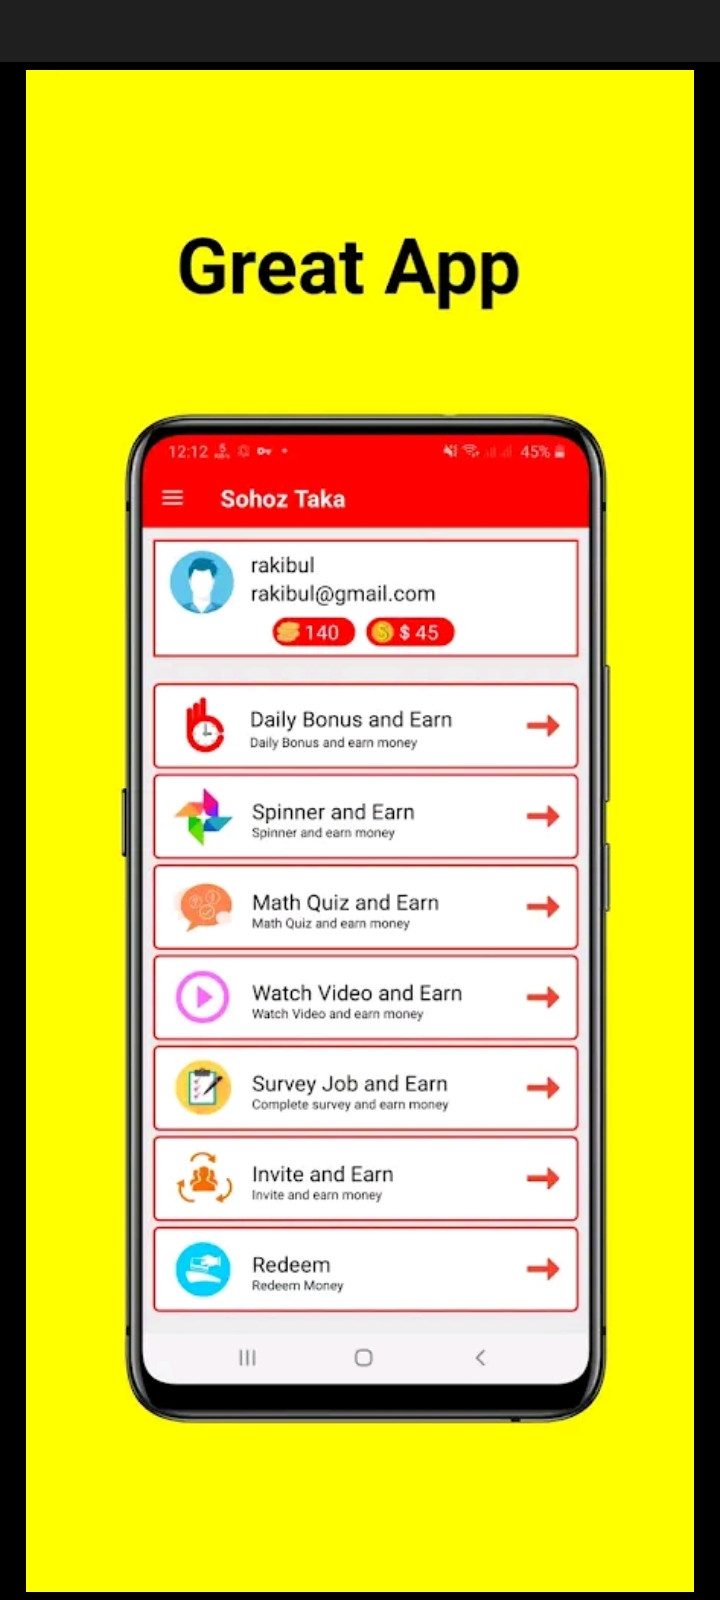 Great App
12:12
45%
Sohoz Taka
rakibul
rakibul@gmail.com
140
$ 45
Daily Bonus and Earn
Daily Bonus and earn money
Spinner and Earn
Spinner and earn money
Math Quiz and Earn
Math Quiz and earn money
Watch Video and Earn
Watch Video and earn money
Survey Job and Earn
Complete survey and earn money
Invite and Earn
Invite and earn money
Redeem
Redeem Money